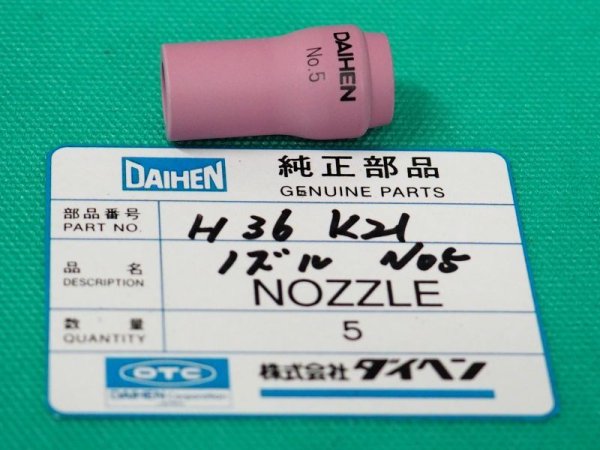 DAIHEN
No.5
DAIHEN 純正部品
GENUINE PARTS
部品番号
PART NO.
H36 K21
品名
DESCRIPTION
ノズル No5
NOZZLE
数量
QUANTITY
5
OTC
DAIHEN Corporation
株式会社ダイヘン